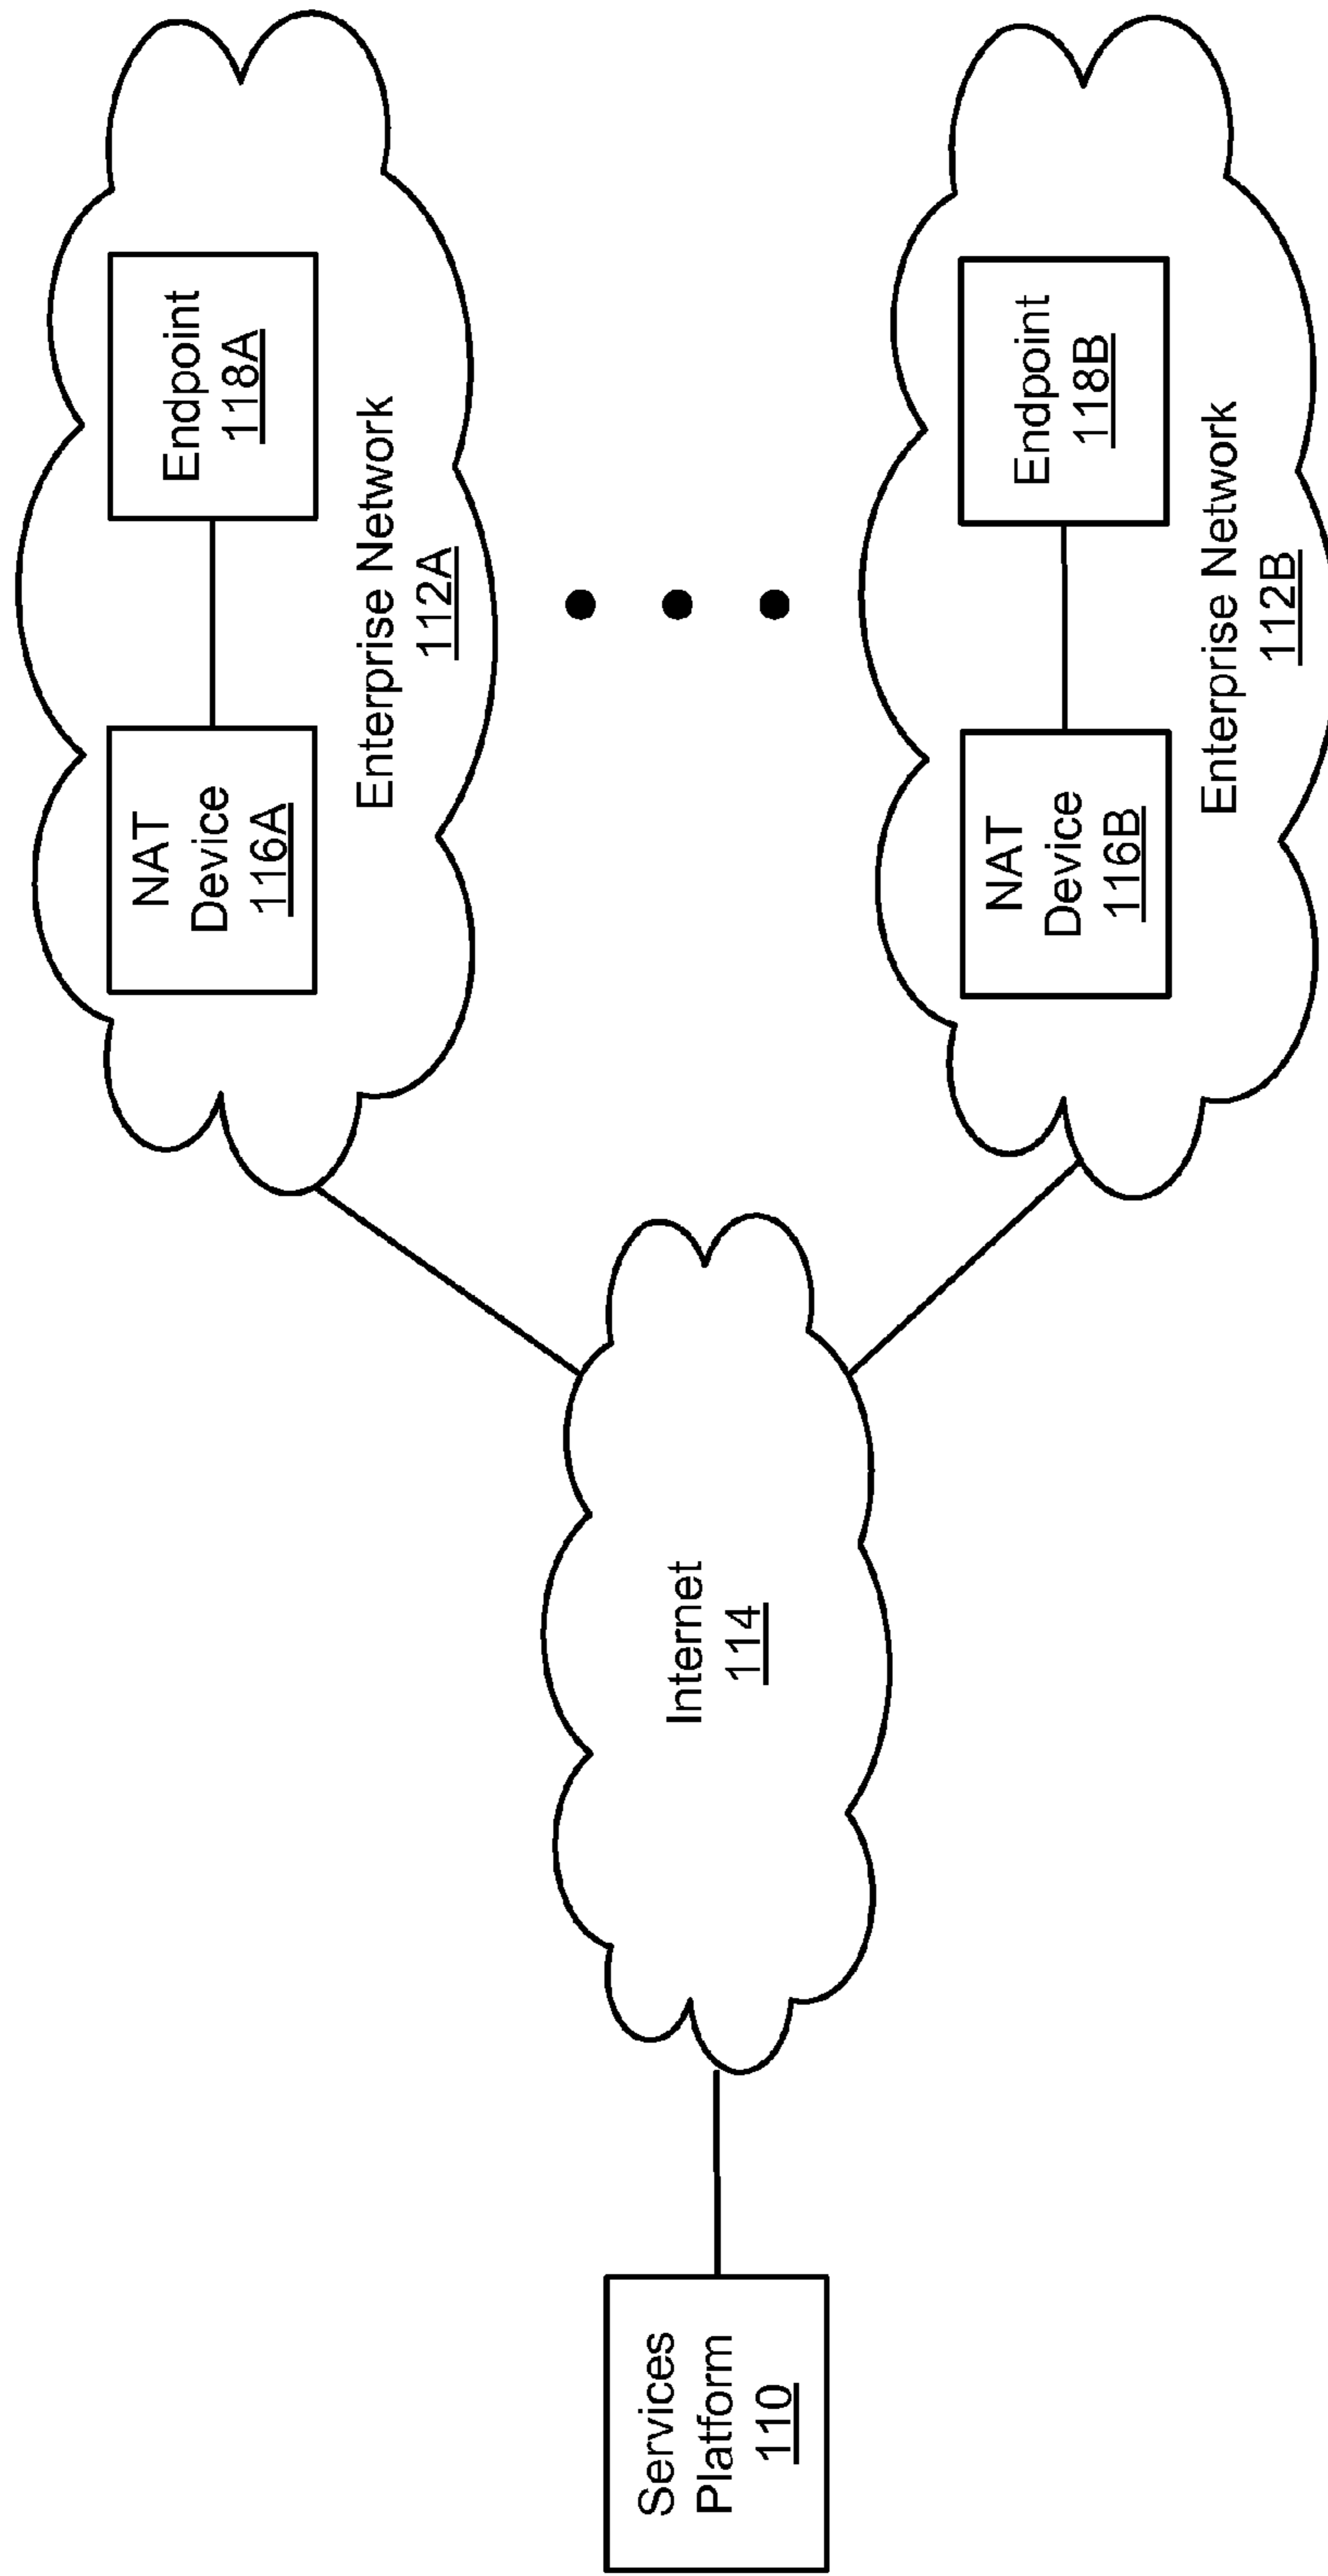 Services
Platform
110
Internet
114
NAT
Device
116A
Endpoint
118A
Enterprise Network
112A
NAT
Device
116B
Endpoint
118B
Enterprise Network
112B